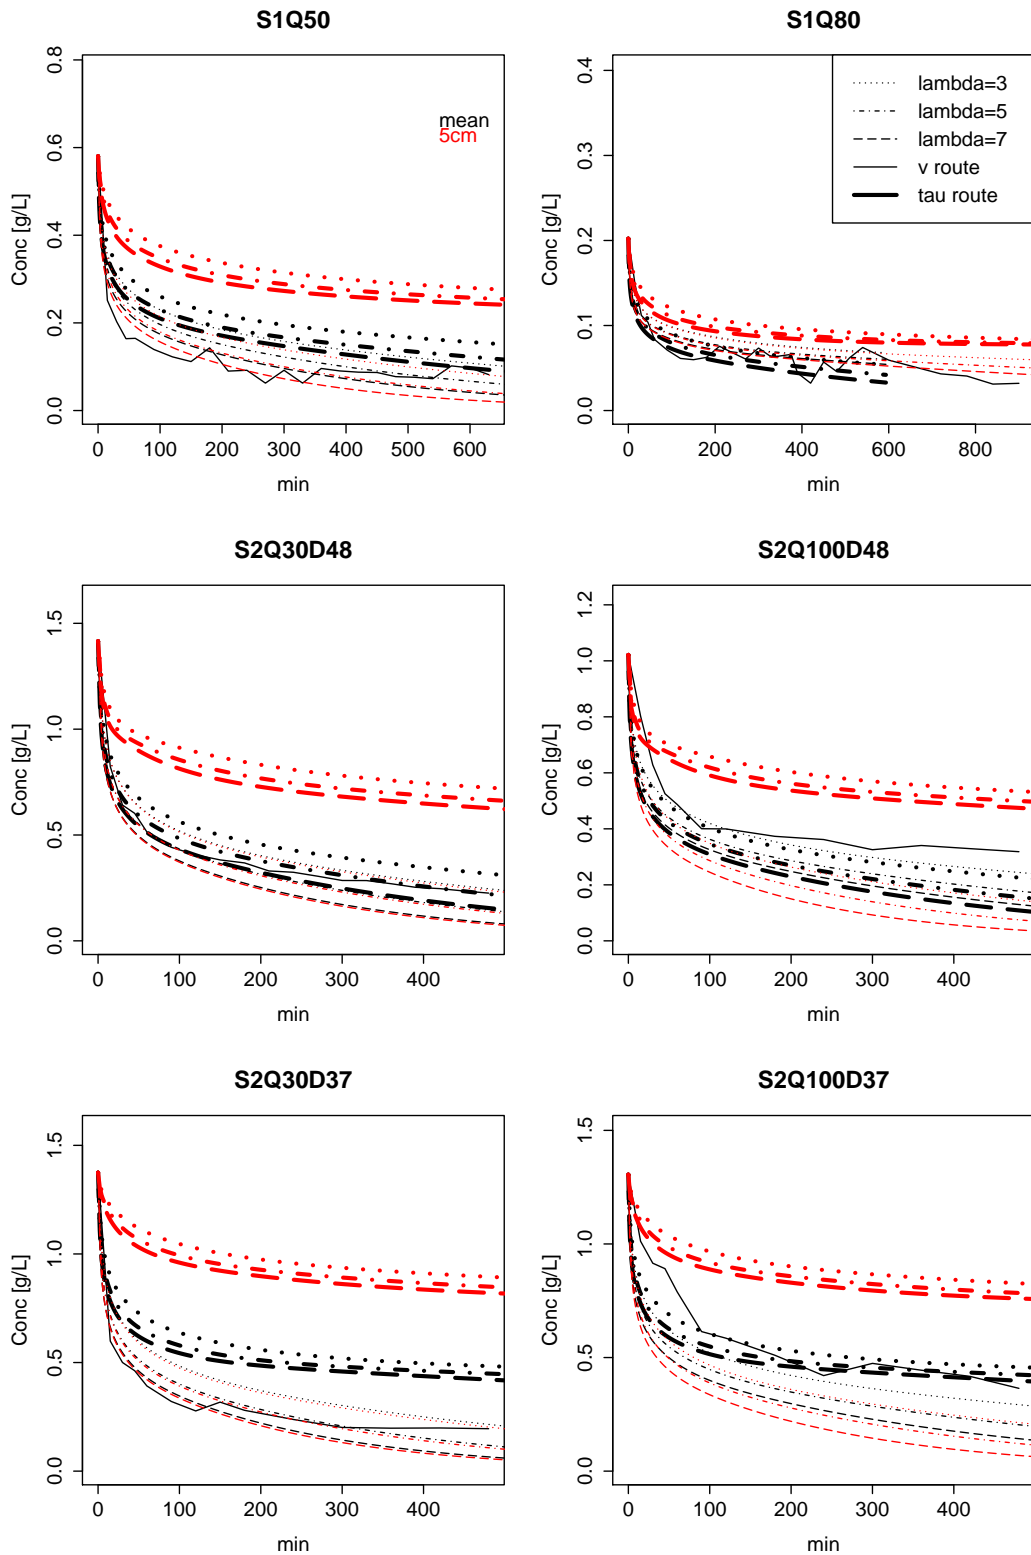 S1Q50
Conc [g/L]
0.0 0.2 0.4 0.6 0.8
mean
5cm
0 100 200 300 400 500 600
min
S1Q80
Conc [g/L]
0.0 0.1 0.2 0.3 0.4
lambda=3
lambda=5
lambda=7
v route
tau route
0 200 400 600 800
min
S2Q30D48
Conc [g/L]
0.0 0.5 1.0 1.5
0 100 200 300 400
min
S2Q100D48
Conc [g/L]
0.0 0.2 0.4 0.6 0.8 1.0 1.2
0 100 200 300 400
min
S2Q30D37
Conc [g/L]
0.0 0.5 1.0 1.5
0 100 200 300 400
min
S2Q100D37
Conc [g/L]
0.0 0.5 1.0 1.5
0 100 200 300 400
min